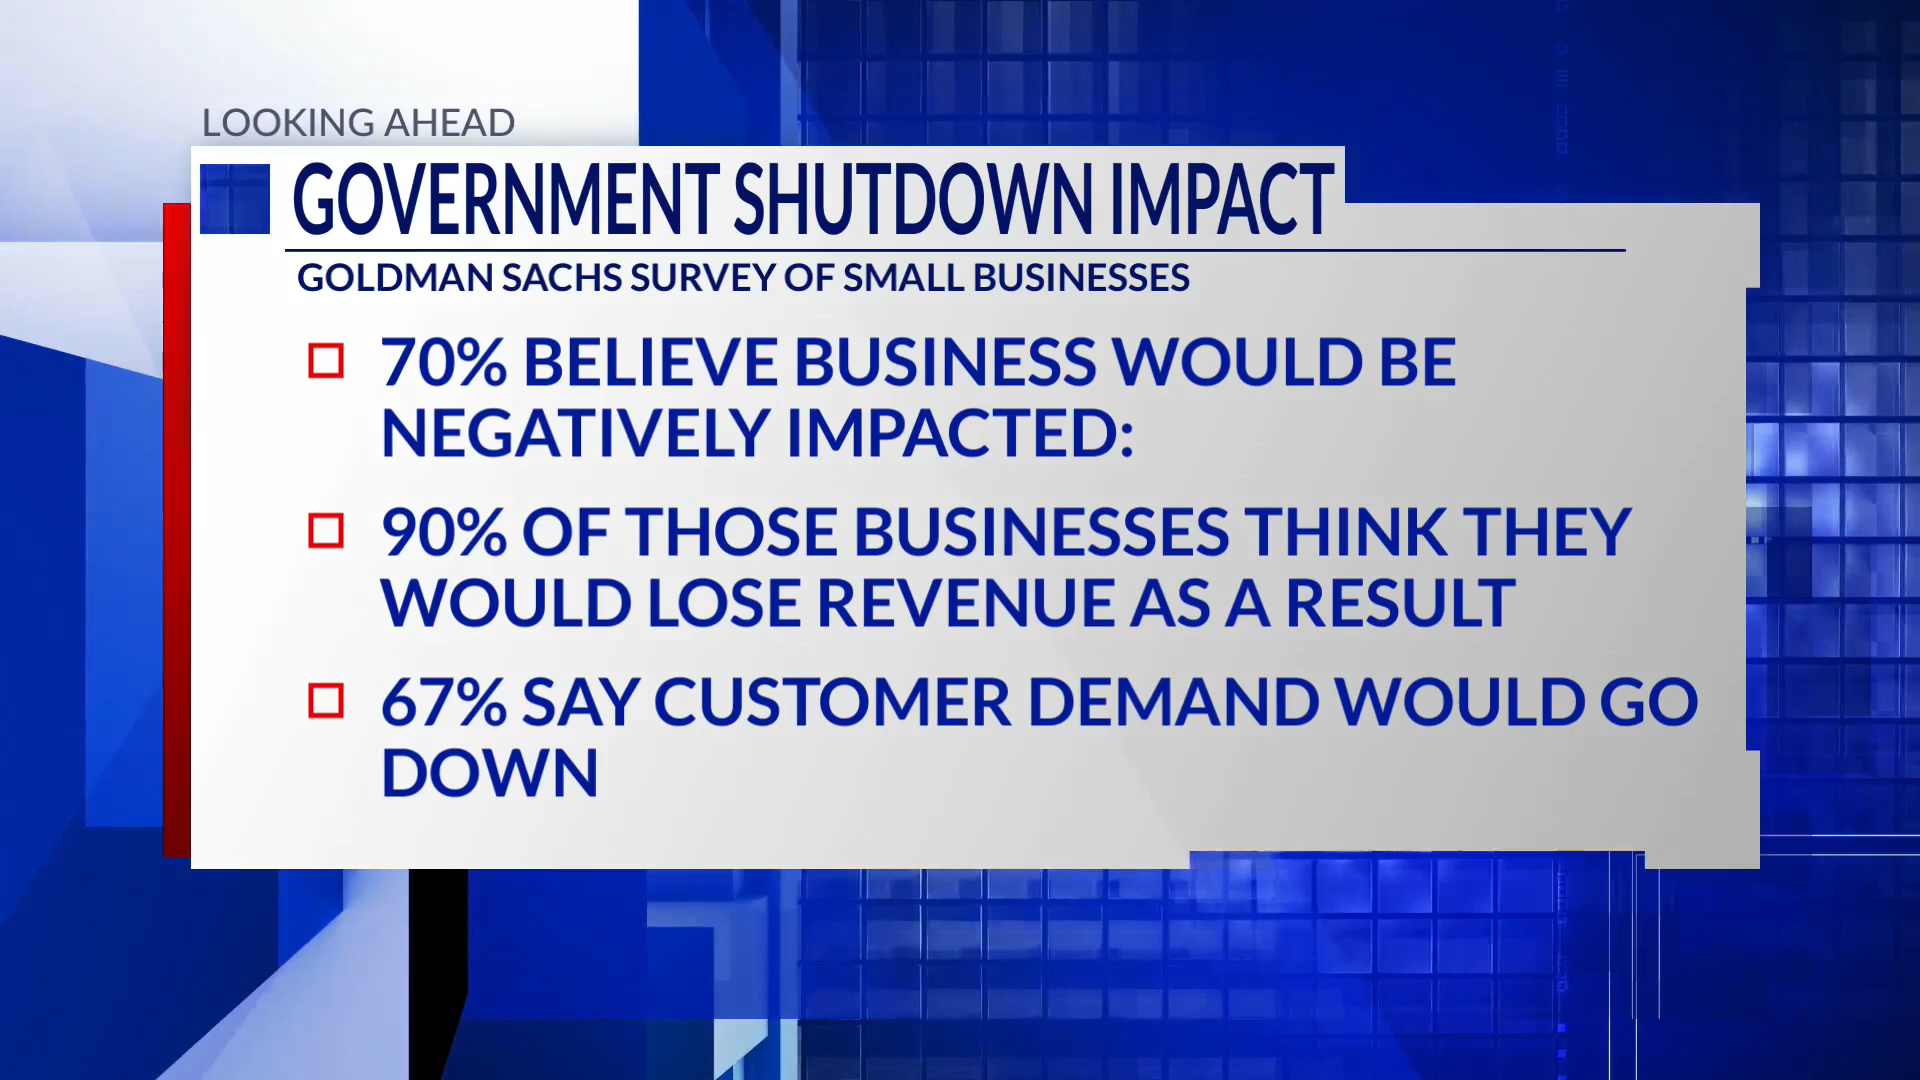 LOOKING AHEAD
GOVERNMENT SHUTDOWN IMPACT
GOLDMAN SACHS SURVEY OF SMALL BUSINESSES
70% BELIEVE BUSINESS WOULD BE
NEGATIVELY IMPACTED:
90% OF THOSE BUSINESSES THINK THEY
WOULD LOSE REVENUE AS A RESULT
67% SAY CUSTOMER DEMAND WOULD GO
DOWN